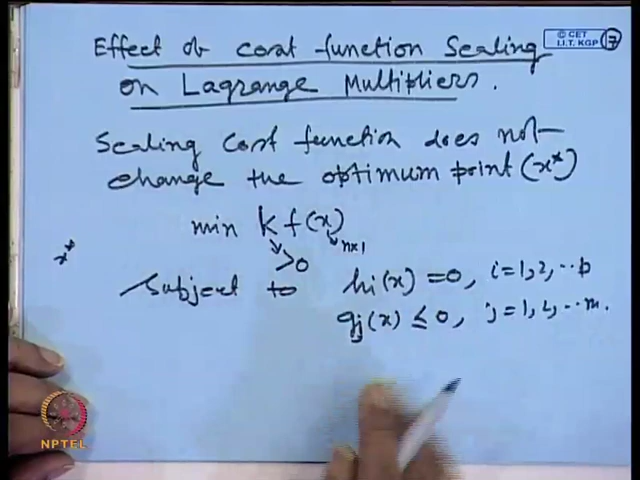 Effect of cost function Scaling
on Lagrange Multipliers.
© CET
I.I.T. KGP
17
Scaling cost function does not
change the optimum point (x*)
min k f(x)
n×1
>0
x*
Subject to hi(x) = 0, i = 1, 2, .. p
gj(x) ≤ 0, j = 1, 2, .. m.
NPTEL